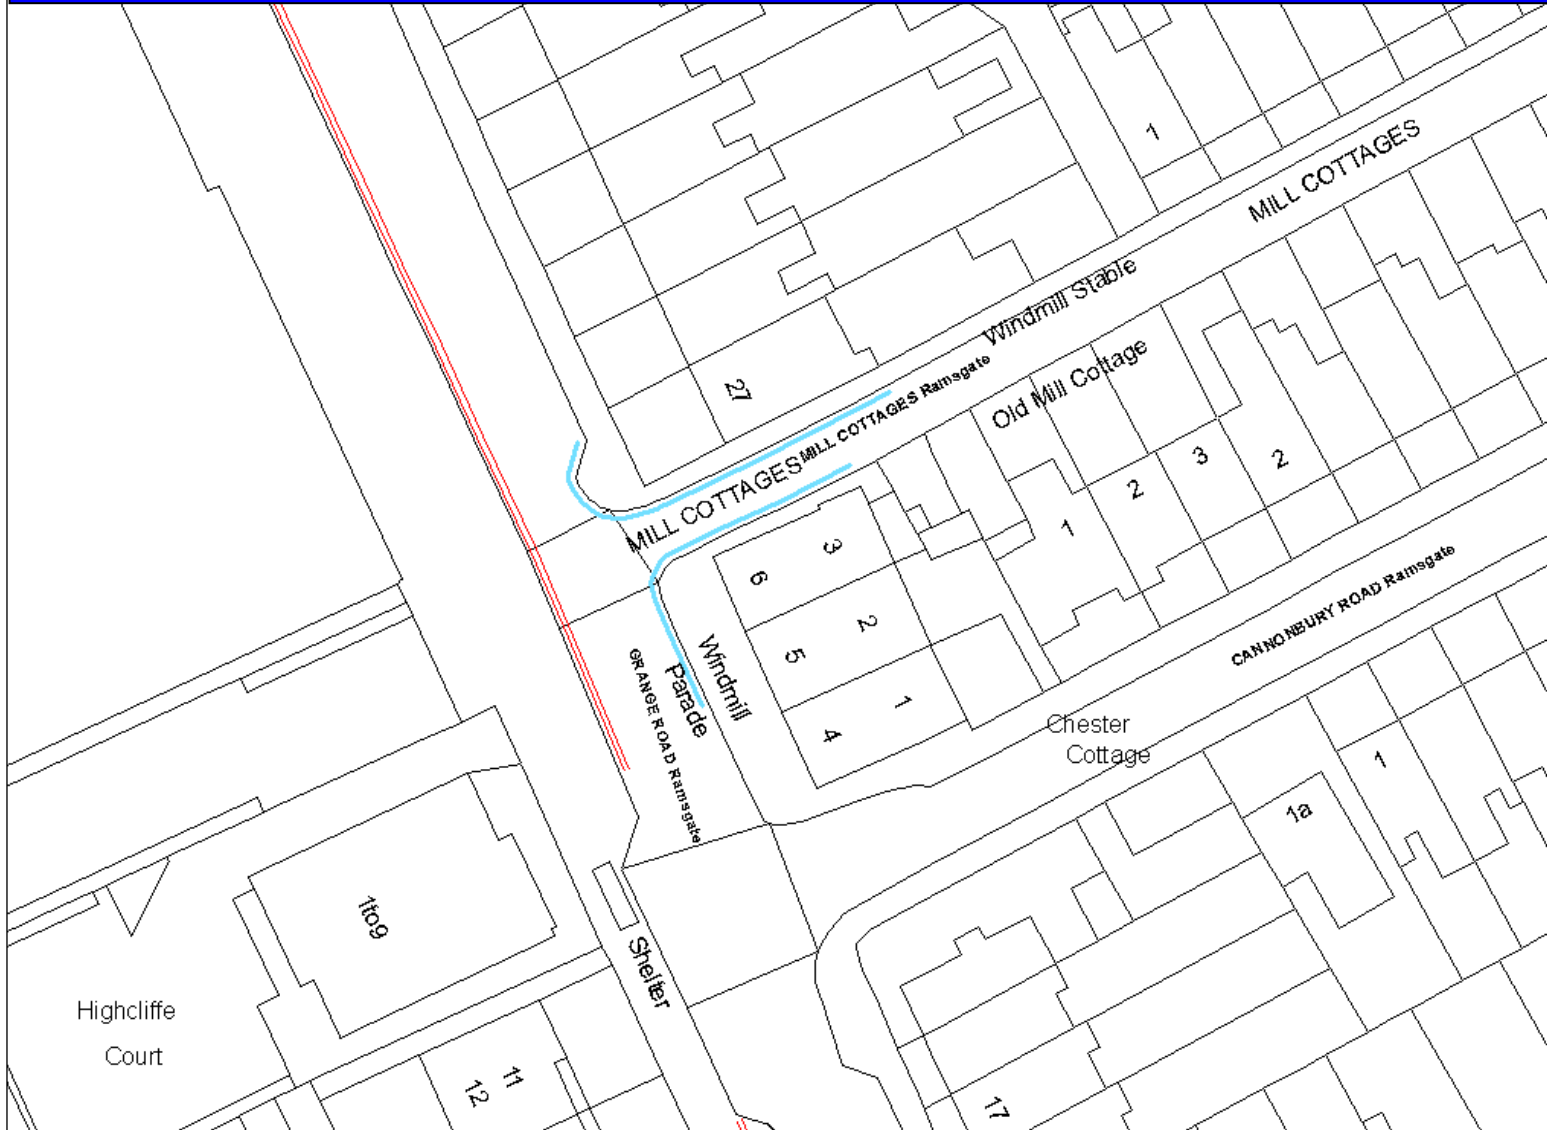 1
MILL COTTAGES
Windmill Stable
MILL COTTAGES Ramsgate
Old Mill Cottage
27
MILL COTTAGES
3
2
1
2
3
6
2
5
1
4
Windmill
Parade
GRANGE ROAD Ramsgate
CANNONBURY ROAD Ramsgate
Chester
Cottage
1
1a
1to9
Shelter
Highcliffe
Court
11
12
17